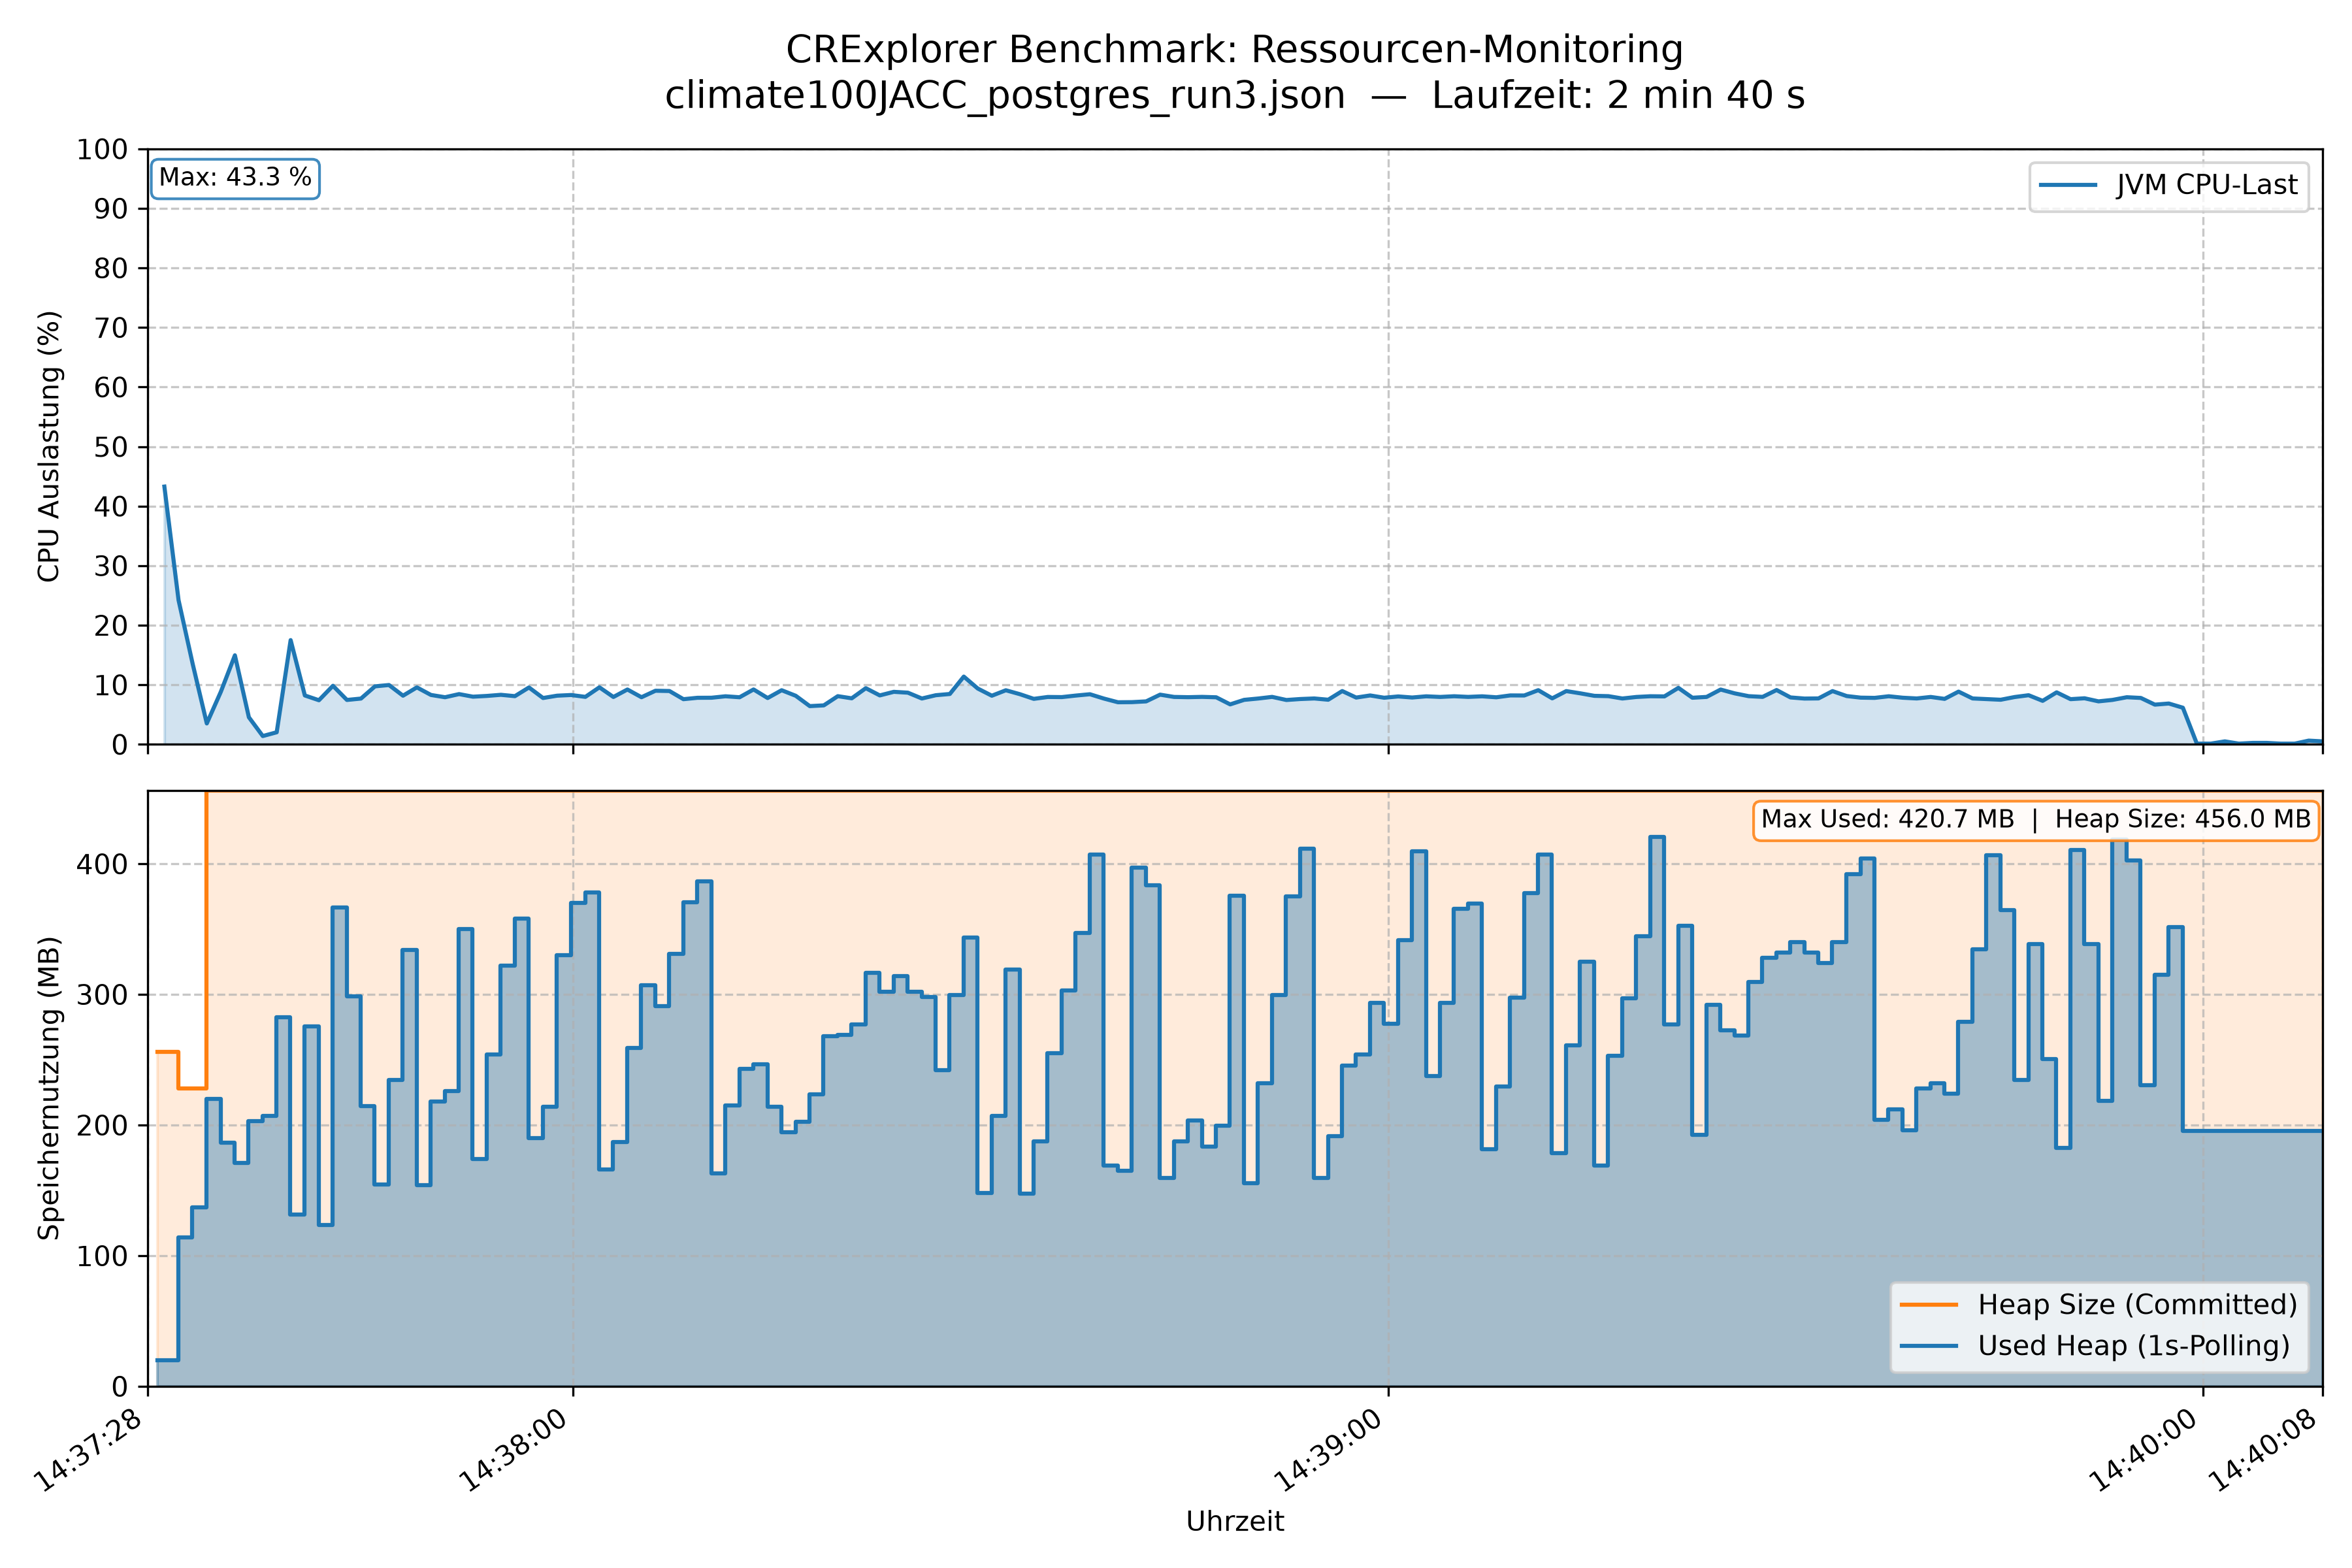 CRExplorer Benchmark: Ressourcen-Monitoring
climate100JACC_postgres_run3.json — Laufzeit: 2 min 40 s
Max: 43.3 %
JVM CPU-Last
CPU Auslastung (%)
100
90
80
70
60
50
40
30
20
10
0
Max Used: 420.7 MB | Heap Size: 456.0 MB
Speichernutzung (MB)
400
300
200
100
0
Heap Size (Committed)
Used Heap (1s-Polling)
14:37:28
14:38:00
14:39:00
14:40:00
14:40:08
Uhrzeit